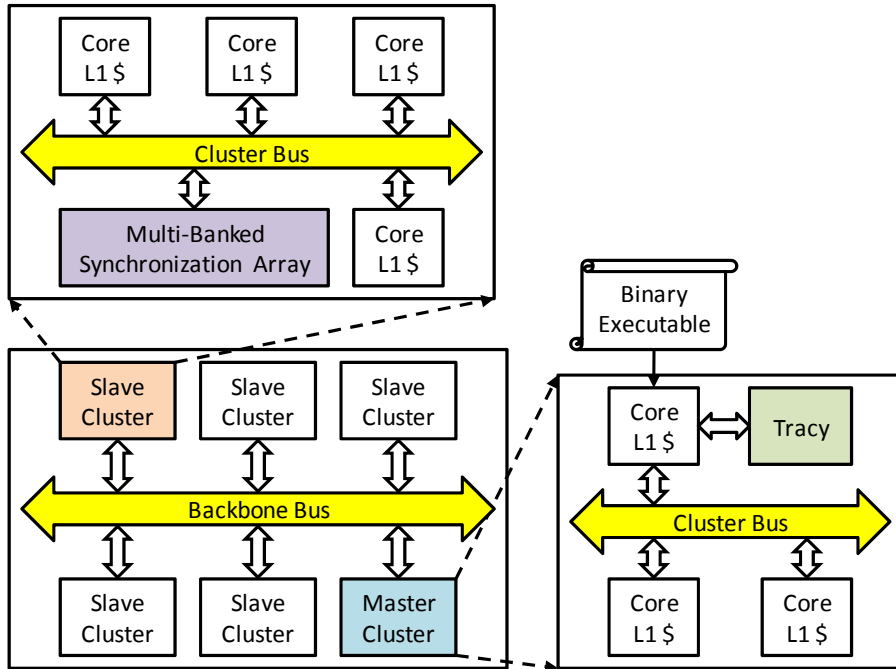 Core
L1 $
Core
L1 $
Core
L1 $
Cluster Bus
Multi-Banked
Synchronization Array
Core
L1 $
Binary
Executable
Slave
Cluster
Slave
Cluster
Slave
Cluster
Backbone Bus
Slave
Cluster
Slave
Cluster
Master
Cluster
Core
L1 $
Tracy
Cluster Bus
Core
L1 $
Core
L1 $